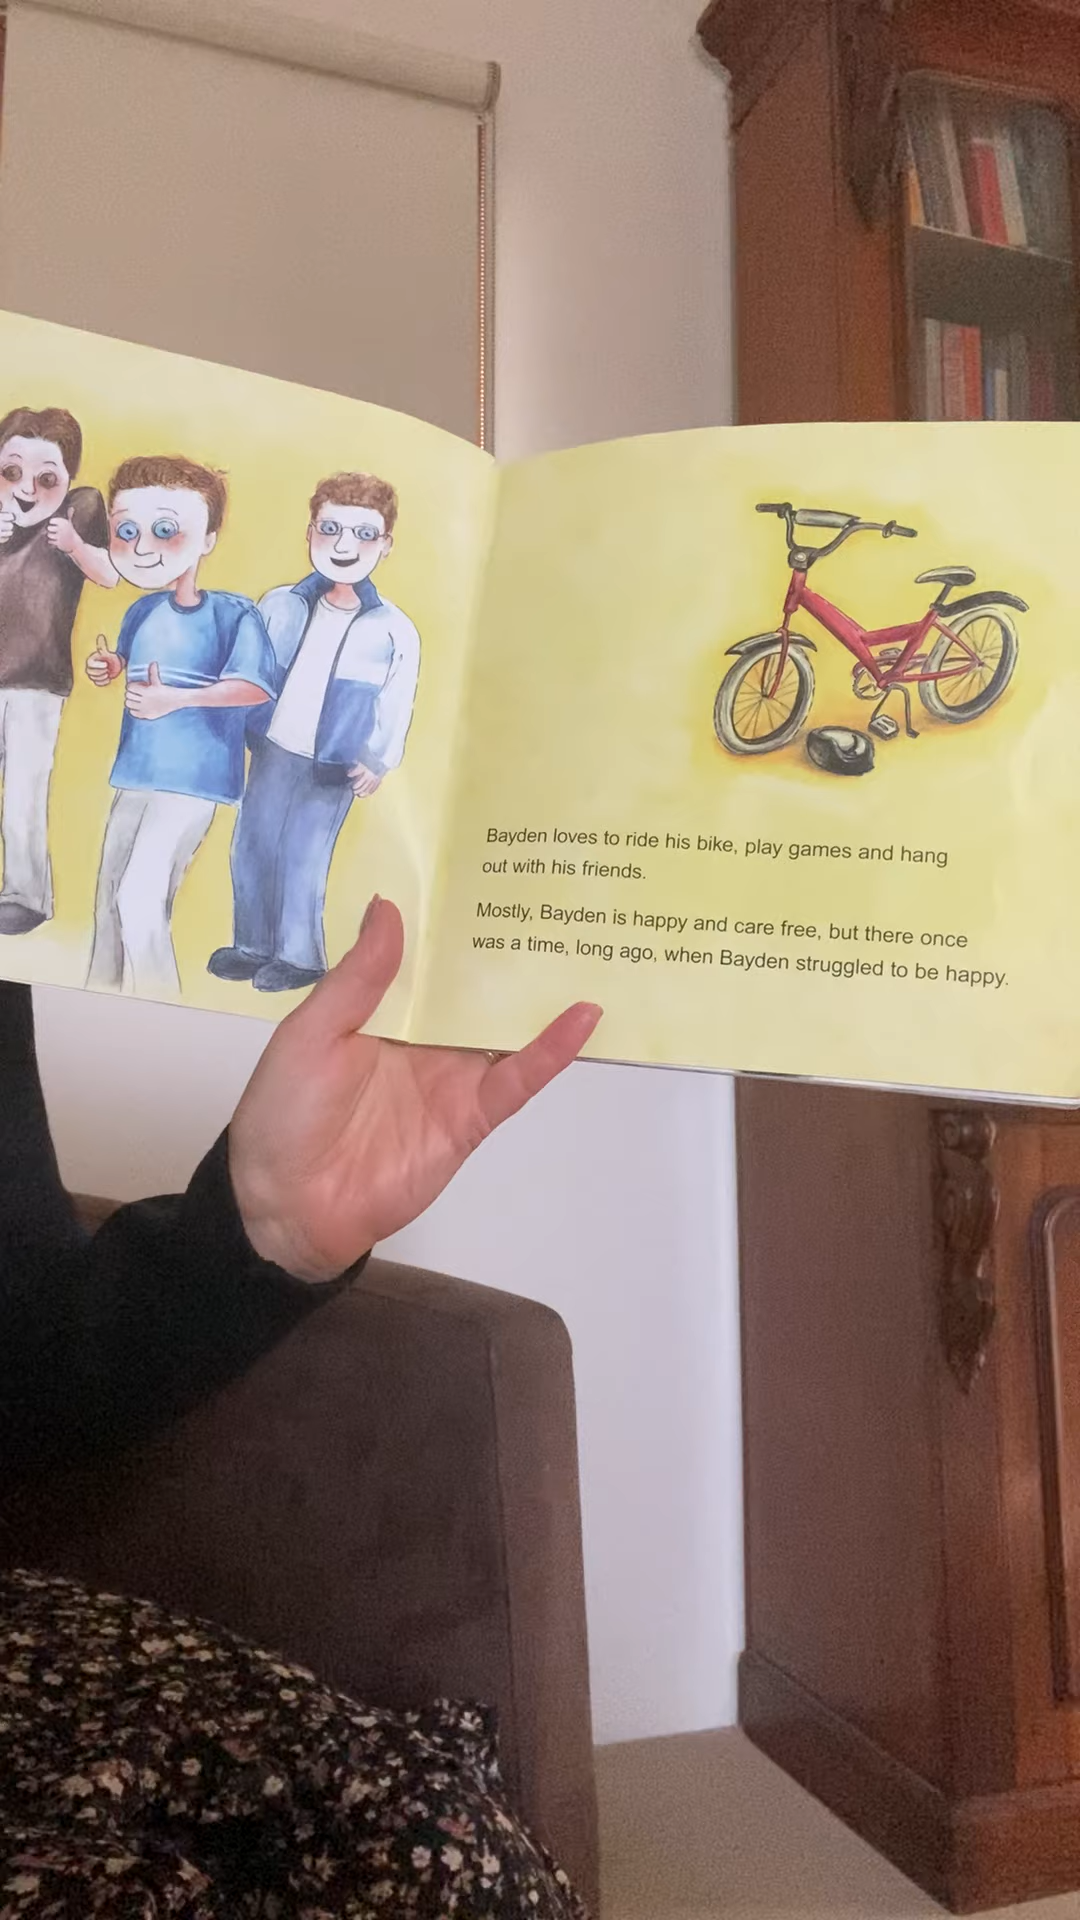 Bayden loves to ride his bike, play games and hang
out with his friends.
Mostly, Bayden is happy and care free, but there once
was a time, long ago, when Bayden struggled to be happy.